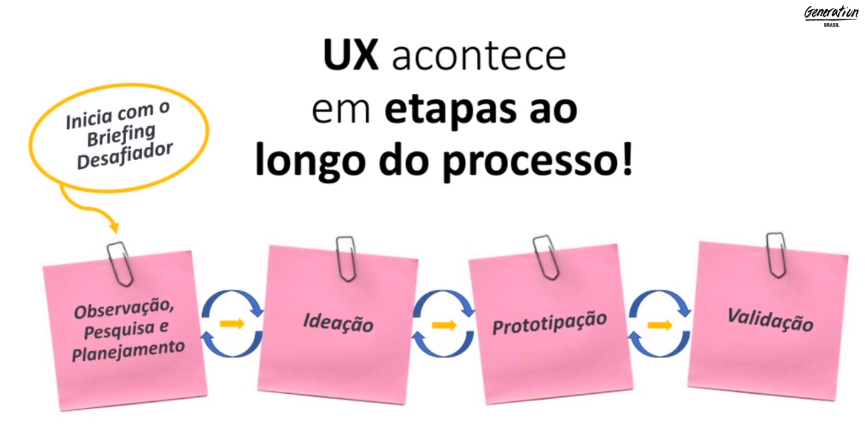 Generation
BRASIL
UX acontece
em etapas ao
longo do processo!
Inicia com o
Briefing
Desafiador
Observação,
Pesquisa e
Planejamento
Ideação
Prototipação
Validação